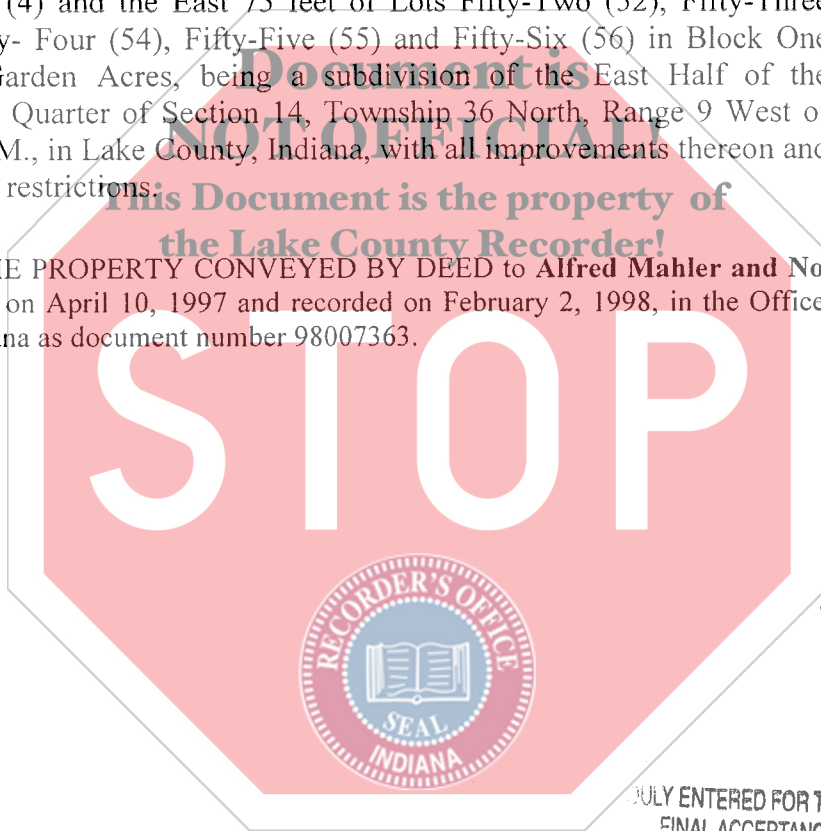 (4) and the East 75 feet of Lots Fifty-Two (52), Fifty-Three
y- Four (54), Fifty-Five (55) and Fifty-Six (56) in Block One
Garden Acres, being a subdivision of the East Half of the
Document is
Quarter of Section 14, Township 36 North, Range 9 West o
NOT OFFICIAL!
M., in Lake County, Indiana, with all improvements thereon and
restrictions.
This Document is the property of
the Lake County Recorder!
E PROPERTY CONVEYED BY DEED to Alfred Mahler and No
on April 10, 1997 and recorded on February 2, 1998, in the Office
na as document number 98007363.
STOP
RECORDER'S OFFICE
SEAL
INDIANA
DULY ENTERED FOR T
FINAL ACCEPTANC